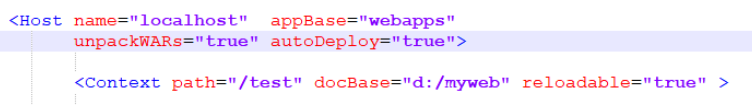 <Host name="localhost"  appBase="webapps"
unpackWARs="true" autoDeploy="true">
<Context path="/test" docBase="d:/myweb" reloadable="true" >